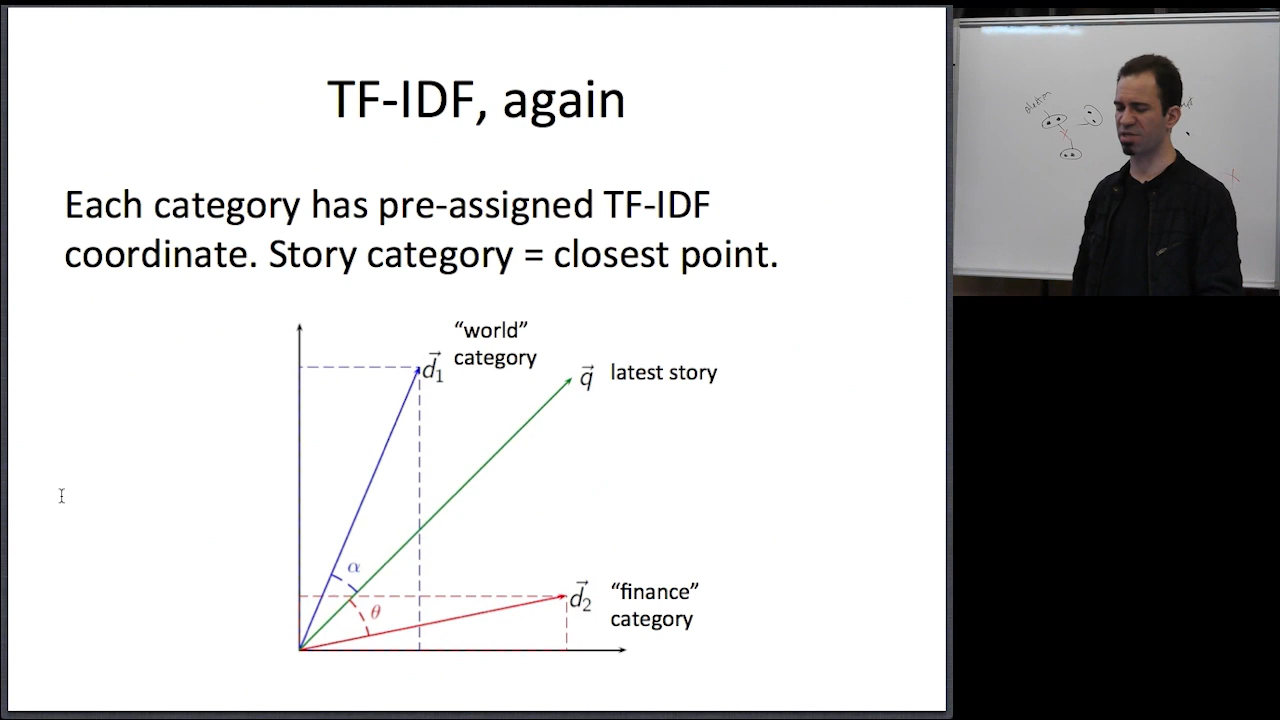 TF-IDF, again
Each category has pre-assigned TF-IDF
coordinate. Story category = closest point.
"world"
d⃗1 category
q⃗ latest story
α
θ
d⃗2 "finance"
category